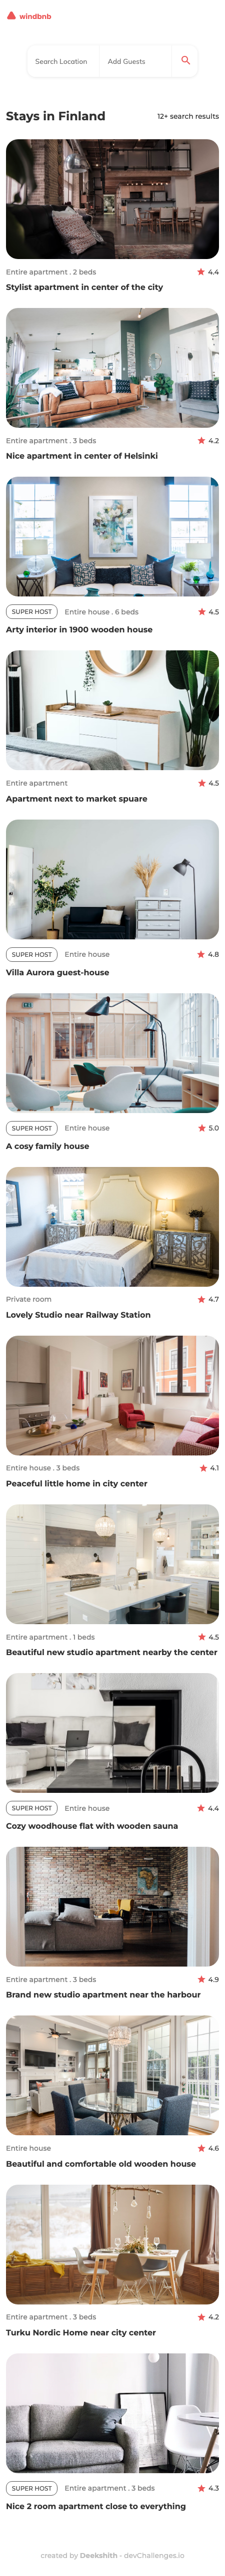 windbnb
Search Location
Add Guests
Stays in Finland
12+ search results
Entire apartment . 2 beds
4.4
Stylist apartment in center of the city
Entire apartment . 3 beds
4.2
Nice apartment in center of Helsinki
SUPER HOST
Entire house . 6 beds
4.5
Arty interior in 1900 wooden house
Entire apartment
4.5
Apartment next to market spuare
SUPER HOST
Entire house
4.8
Villa Aurora guest-house
SUPER HOST
Entire house
5.0
A cosy family house
Private room
4.7
Lovely Studio near Railway Station
Entire house . 3 beds
4.1
Peaceful little home in city center
Entire apartment . 1 beds
4.5
Beautiful new studio apartment nearby the center
SUPER HOST
Entire house
4.4
Cozy woodhouse flat with wooden sauna
Entire apartment . 3 beds
4.9
Brand new studio apartment near the harbour
Entire house
4.6
Beautiful and comfortable old wooden house
Entire apartment . 3 beds
4.2
Turku Nordic Home near city center
SUPER HOST
Entire apartment . 3 beds
4.3
Nice 2 room apartment close to everything
created by Deekshith - devChallenges.io